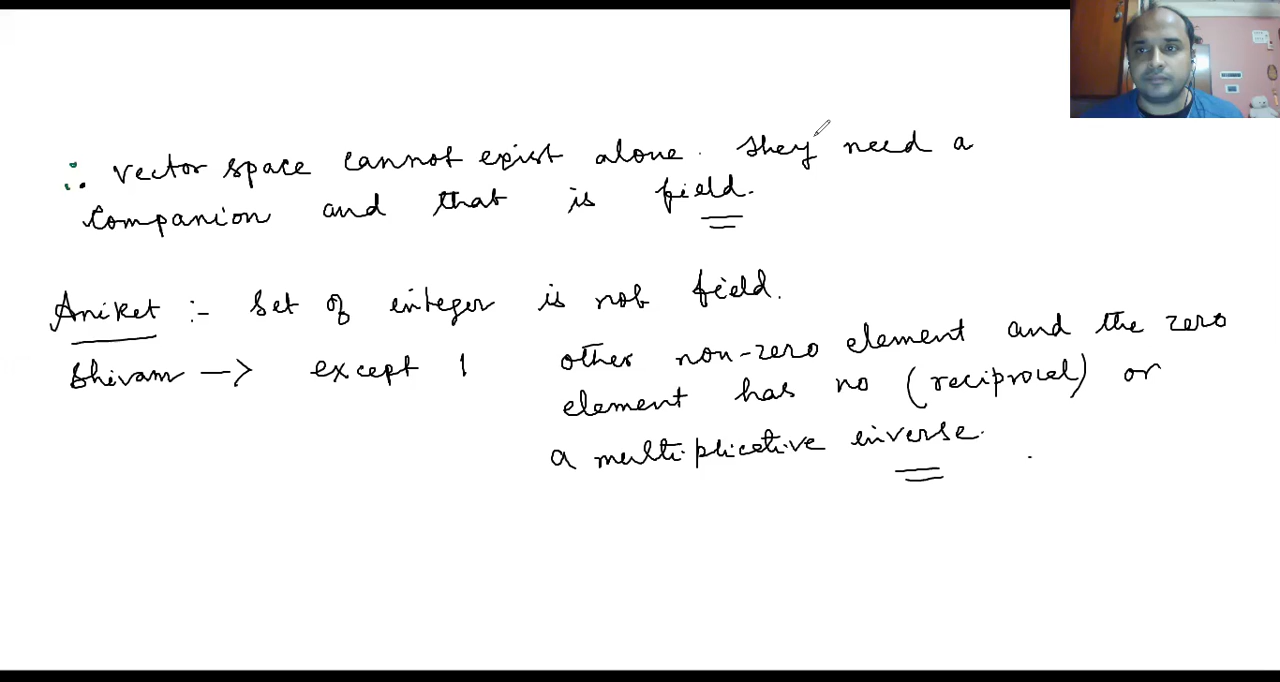 ∴ vector space cannot exist alone. They need a
companion and that is field.
Aniket :- Set of integer is not field.
Shivam -> except 1 other non-zero element and the zero
element has no (reciprocal) or
a multiplicative inverse.